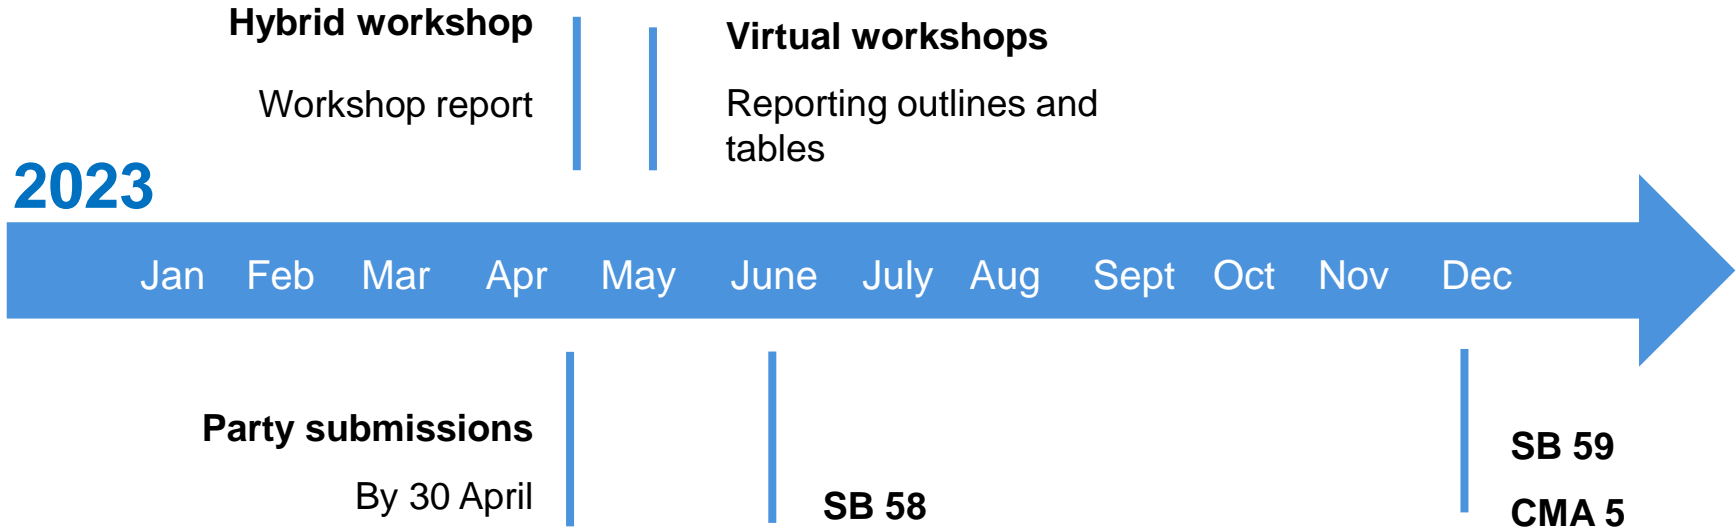 Hybrid workshop
Workshop report
Virtual workshops
Reporting outlines and
tables
2023
Jan Feb Mar Apr May June July Aug Sept Oct Nov Dec
Party submissions
By 30 April
SB 58
SB 59
CMA 5